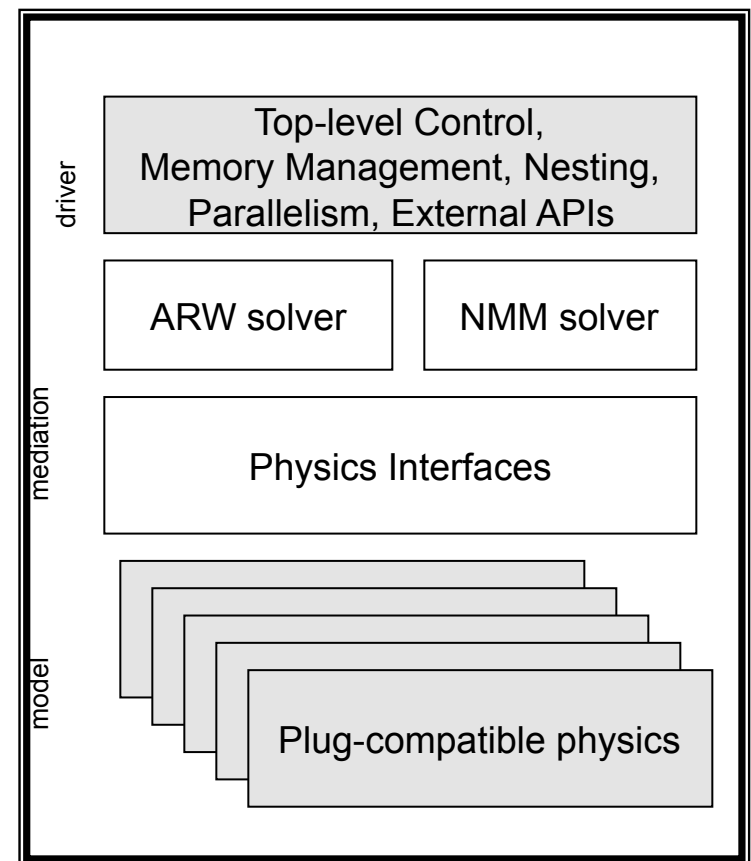 driver
Top-level Control,
Memory Management, Nesting,
Parallelism, External APIs
ARW solver
NMM solver
mediation
Physics Interfaces
model
Plug-compatible physics